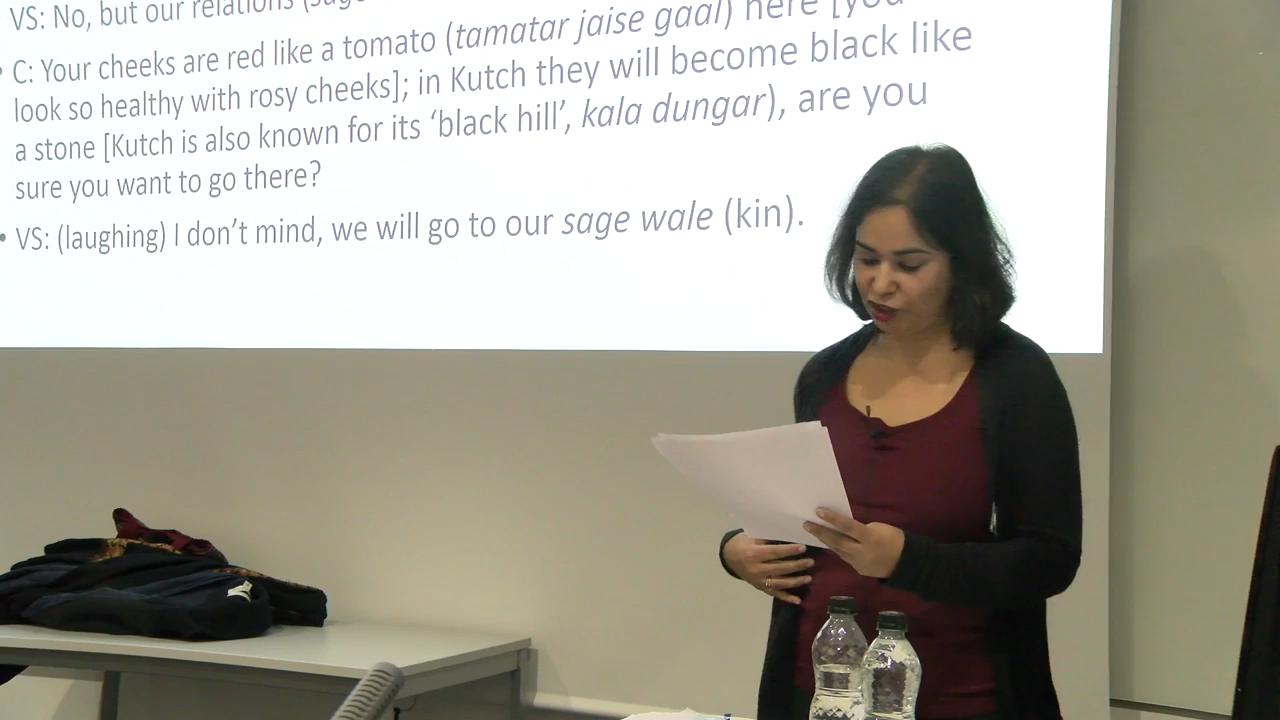 • VS: No, but our relations (sage
• C: Your cheeks are red like a tomato (tamatar jaise gaal) here [you
look so healthy with rosy cheeks]; in Kutch they will become black like
a stone [Kutch is also known for its ‘black hill’, kala dungar), are you
sure you want to go there?
• VS: (laughing) I don’t mind, we will go to our sage wale (kin).